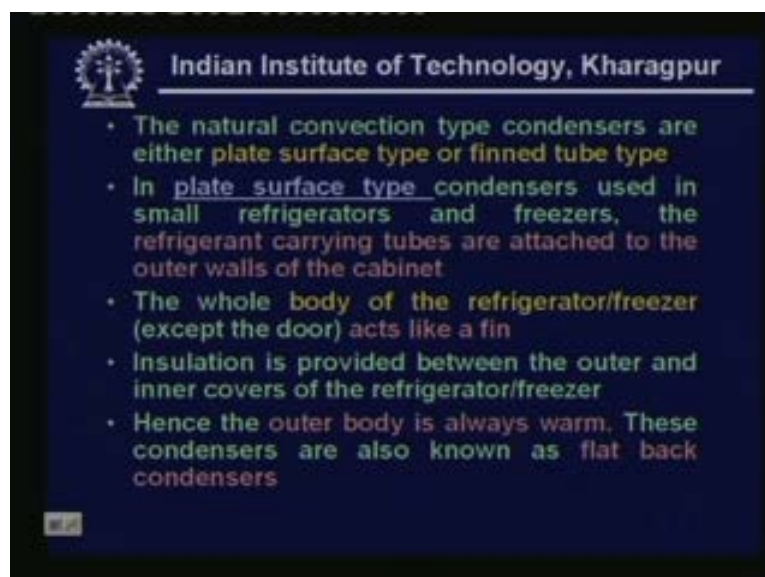 Indian Institute of Technology, Kharagpur
• The natural convection type condensers are
either plate surface type or finned tube type
• In plate surface type condensers used in
small refrigerators and freezers, the
refrigerant carrying tubes are attached to the
outer walls of the cabinet
• The whole body of the refrigerator/freezer
(except the door) acts like a fin
• Insulation is provided between the outer and
inner covers of the refrigerator/freezer
• Hence the outer body is always warm. These
condensers are also known as flat back
condensers